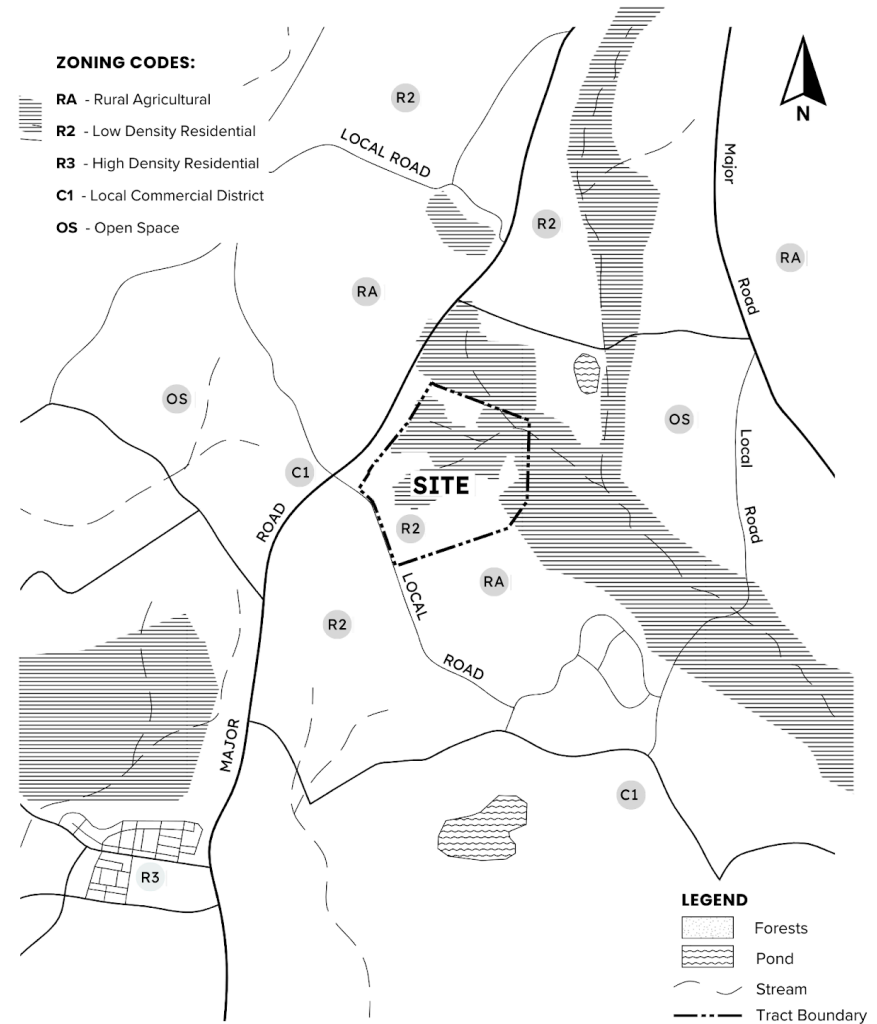 ZONING CODES:
RA - Rural Agricultural
R2 - Low Density Residential
R3 - High Density Residential
C1 - Local Commercial District
OS - Open Space
N
R2
LOCAL ROAD
Major
R2
RA
RA
Road
OS
OS
Local
C1
SITE
ROAD
R2
Road
RA
LOCAL
R2
ROAD
MAJOR
C1
R3
LEGEND
Forests
Pond
Stream
Tract Boundary